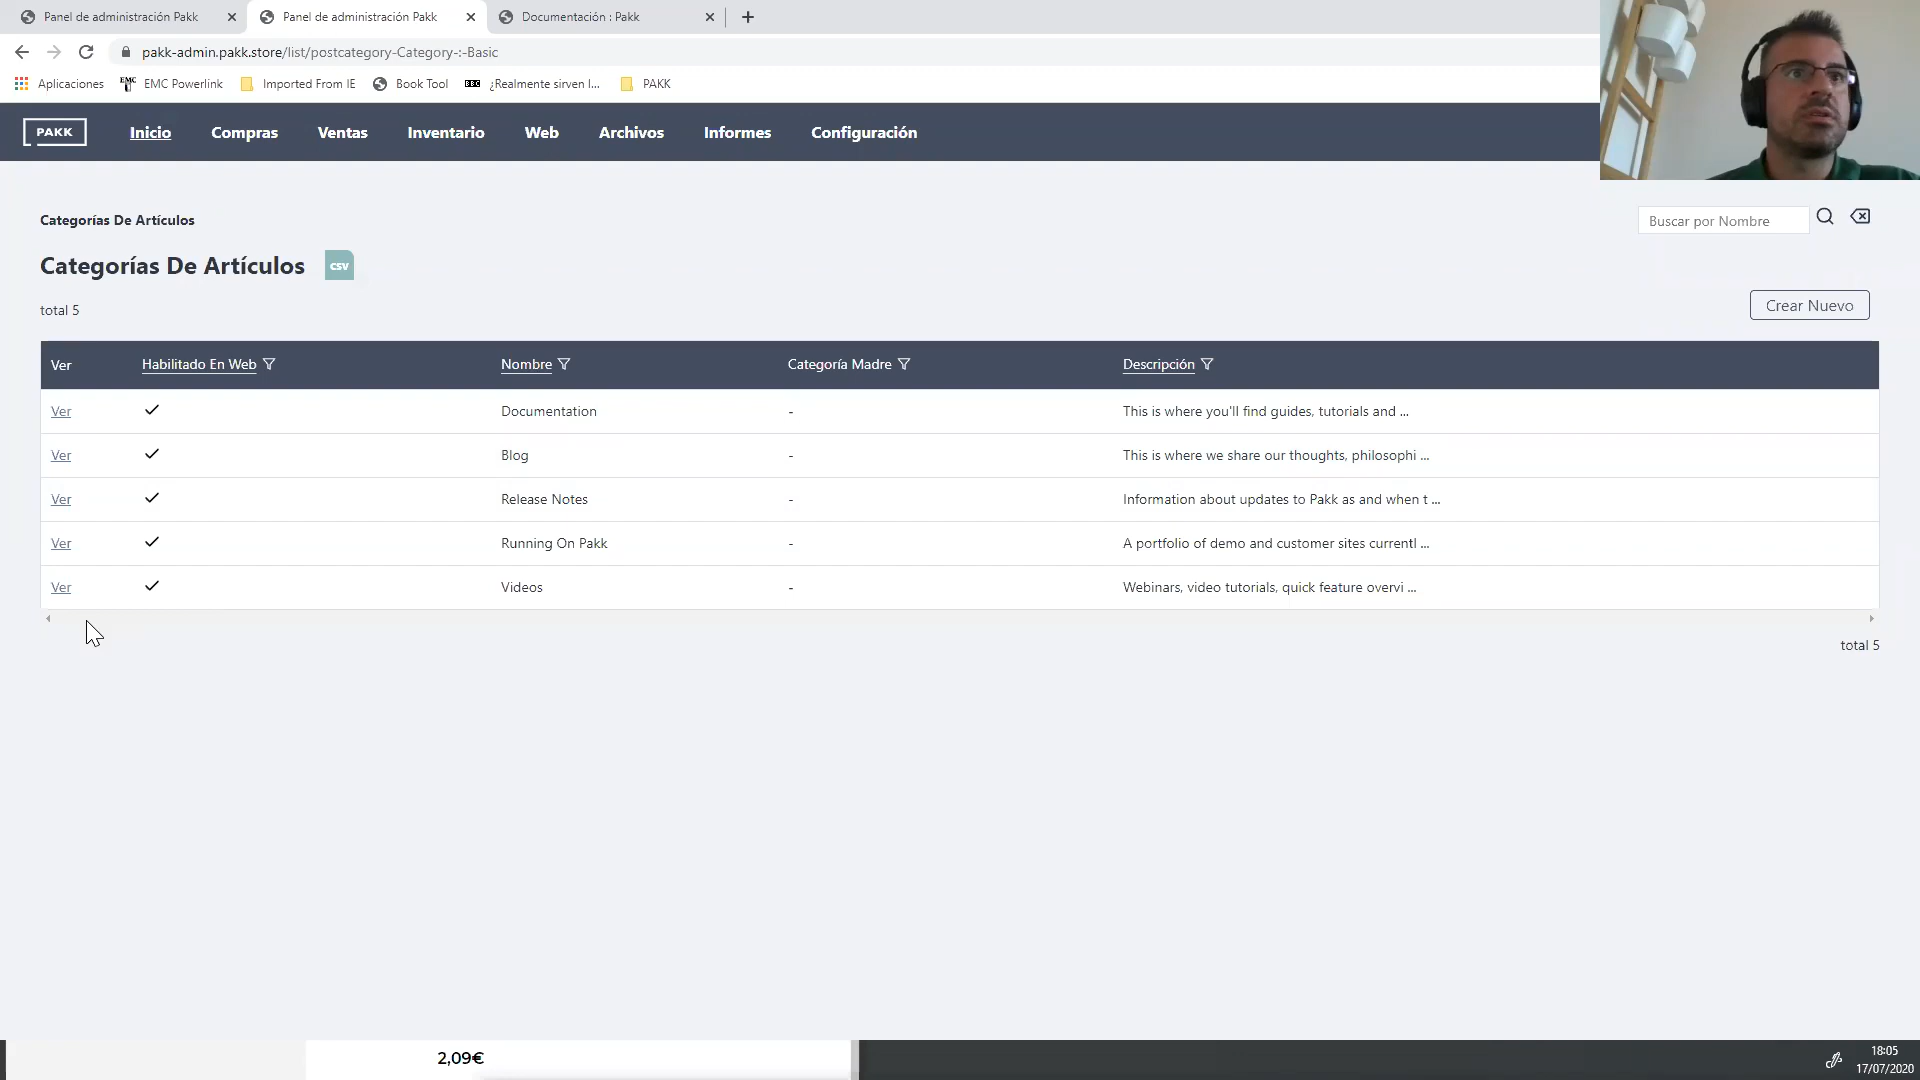 Panel de administración Pakk
Panel de administración Pakk
Documentación : Pakk
pakk-admin.pakk.store/list/postcategory-Category-:-Basic
Aplicaciones
EMC
EMC Powerlink
Imported From IE
Book Tool
BBC
¿Realmente sirven l...
PAKK
PAKK
Inicio
Compras
Ventas
Inventario
Web
Archivos
Informes
Configuración
Categorías De Artículos
Buscar por Nombre
Categorías De Artículos
CSV
total 5
Crear Nuevo
Ver Habilitado En Web Nombre Categoría Madre Descripción
Ver Documentation - This is where you'll find guides, tutorials and ...
Ver Blog - This is where we share our thoughts, philosophi ...
Ver Release Notes - Information about updates to Pakk as and when t ...
Ver Running On Pakk - A portfolio of demo and customer sites currentl ...
Ver Videos - Webinars, video tutorials, quick feature overvi ...
total 5
2,09€
18:05
17/07/2020